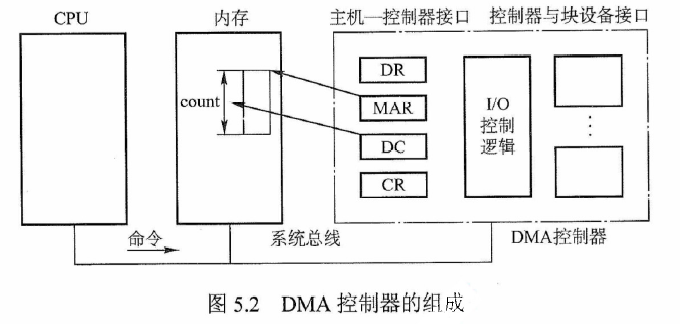 CPU
内存
主机一控制器接口
控制器与块设备接口
count
DR
MAR
DC
CR
I/O
控制
逻辑
⋮
命令
系统总线
DMA控制器
图 5.2 DMA 控制器的组成